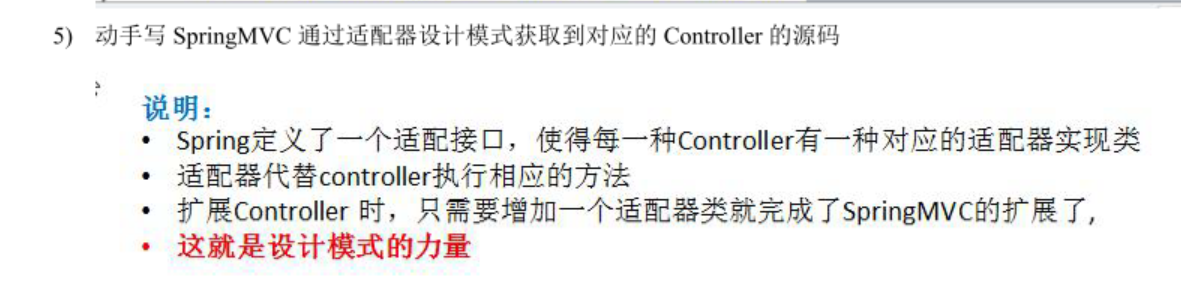 5) 动手写 SpringMVC 通过适配器设计模式获取到对应的 Controller 的源码
说明：
• Spring定义了一个适配接口，使得每一种Controller有一种对应的适配器实现类
• 适配器代替controller执行相应的方法
• 扩展Controller 时，只需要增加一个适配器类就完成了SpringMVC的扩展了,
• 这就是设计模式的力量